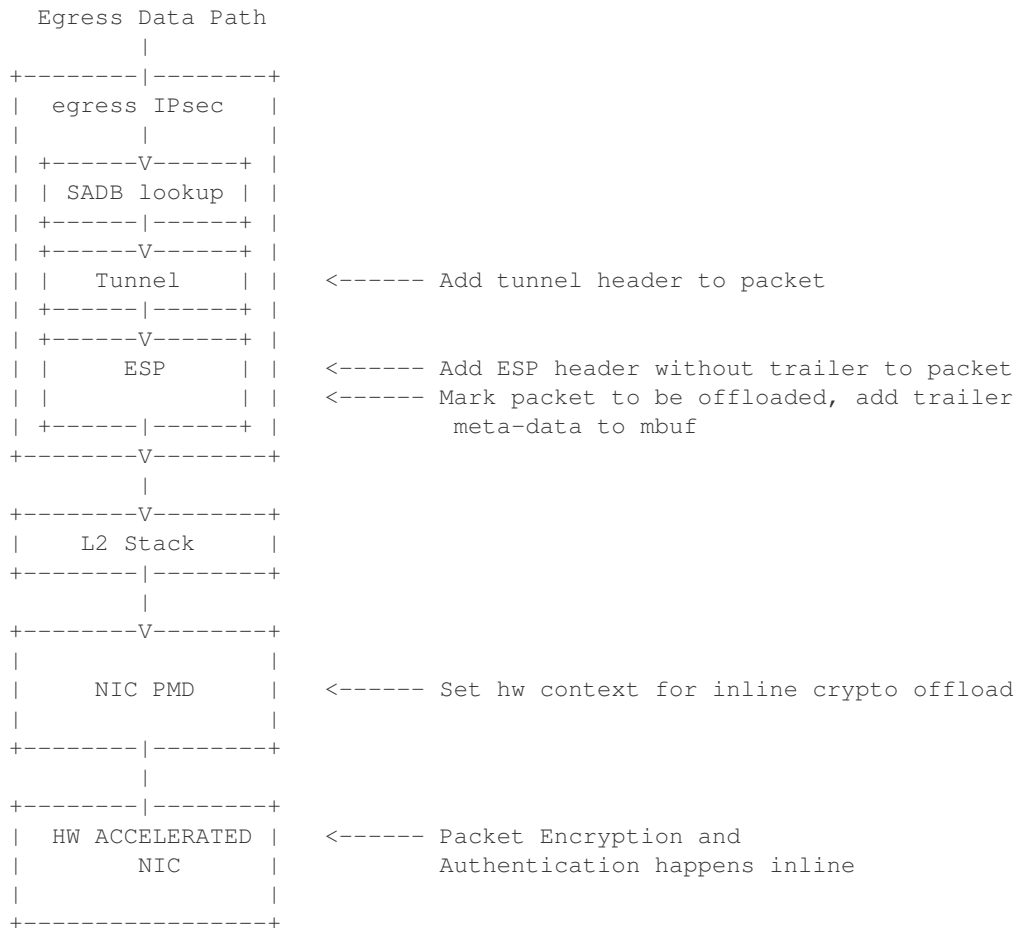 Egress Data Path
|
+--------|--------+
|  egress IPsec   |
|        |        |
| +------V------+ |
| | SADB lookup | |
| +------|------+ |
| +------V------+ |
| |   Tunnel    | |   <------ Add tunnel header to packet
| +------|------+ |
| +------V------+ |
| |     ESP     | |   <------ Add ESP header without trailer to packet
| |             | |   <------ Mark packet to be offloaded, add trailer
| +------|------+ |            meta-data to mbuf
+--------V--------+
|
+--------V--------+
|    L2 Stack     |
+--------|--------+
|
+--------V--------+
|                 |
|     NIC PMD     |   <------ Set hw context for inline crypto offload
|                 |
+--------|--------+
|
+--------|--------+
|  HW ACCELERATED |   <------ Packet Encryption and
|        NIC      |           Authentication happens inline
|                 |
+-----------------+